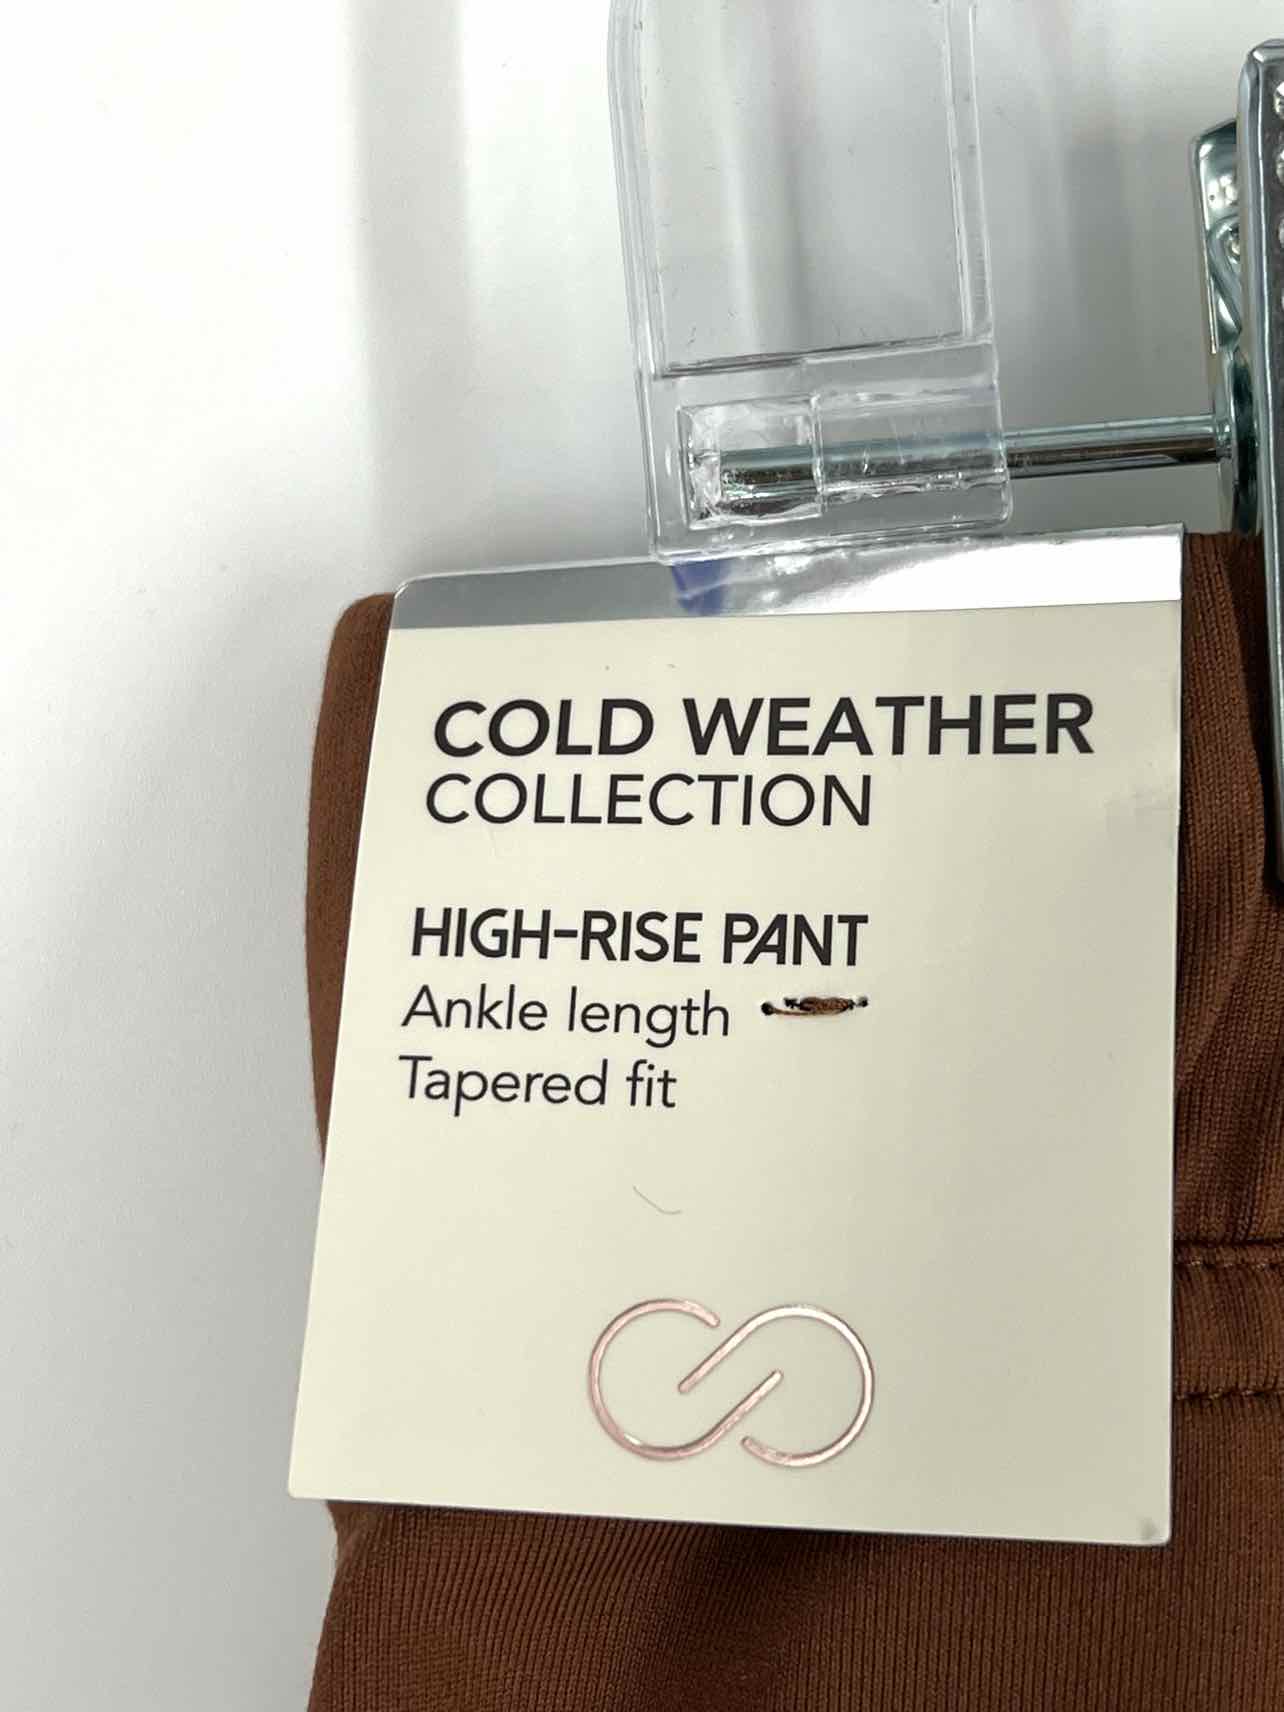 COLD WEATHER
COLLECTION
HIGH-RISE PANT
Ankle length
Tapered fit